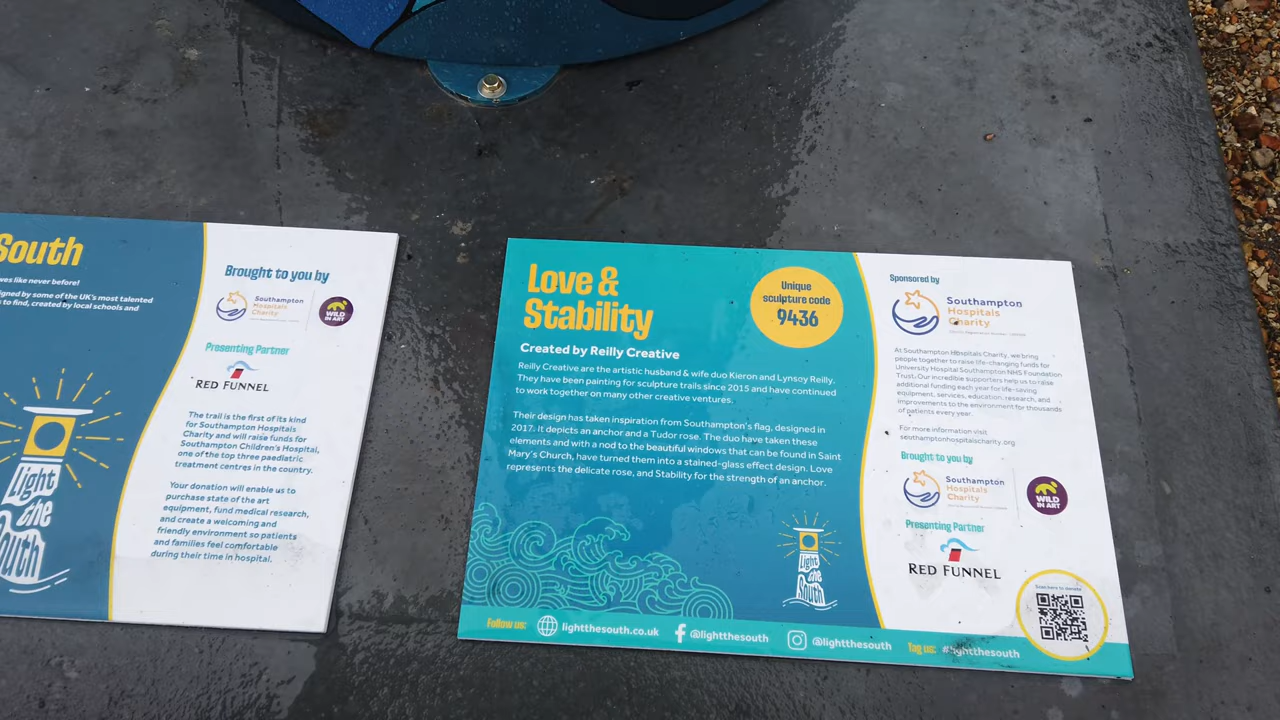 South
wes like never before!
igned by some of the UK's most talented
to find, created by local schools and
Light
the
South
Brought to you by
Southampton
Hospitals
Charity
WILD
IN ART
Presenting Partner
RED FUNNEL
The trail is the first of its kind
for Southampton Hospitals
Charity and will raise funds for
Southampton Children's Hospital,
one of the top three paediatric
treatment centres in the country.
Your donation will enable us to
purchase state of the art
equipment, fund medical research,
and create a welcoming and
friendly environment so patients
and families feel comfortable
during their time in hospital.
Love &
Stability
Unique
sculpture code
9436
Created by Reilly Creative
Reilly Creative are the artistic husband & wife duo Kieron and Lynsey Reilly.
They have been painting for sculpture trails since 2015 and have continued
to work together on many other creative ventures.
Their design has taken inspiration from Southampton's flag, designed in
2017. It depicts an anchor and a Tudor rose. The duo have taken these
elements and with a nod to the beautiful windows that can be found in Saint
Mary's Church, have turned them into a stained-glass effect design. Love
represents the delicate rose, and Stability for the strength of an anchor.
Light
the
South
Follow us: lightthesouth.co.uk @lightthesouth @lightthesouth Tag us: #lightthesouth
Sponsored by
Southampton
Hospitals
Charity
At Southampton Hospitals Charity, we bring
people together to raise life-changing funds for
University Hospital Southampton NHS Foundation
Trust. Our incredible supporters help us to raise
additional funding each year for life-saving
equipment, services, education, research, and
improvements to the environment for thousands
of patients every year.
For more information visit
southamptonhospitalscharity.org
Brought to you by
Southampton
Hospitals
Charity
WILD
IN ART
Presenting Partner
RED FUNNEL
Scan here to donate